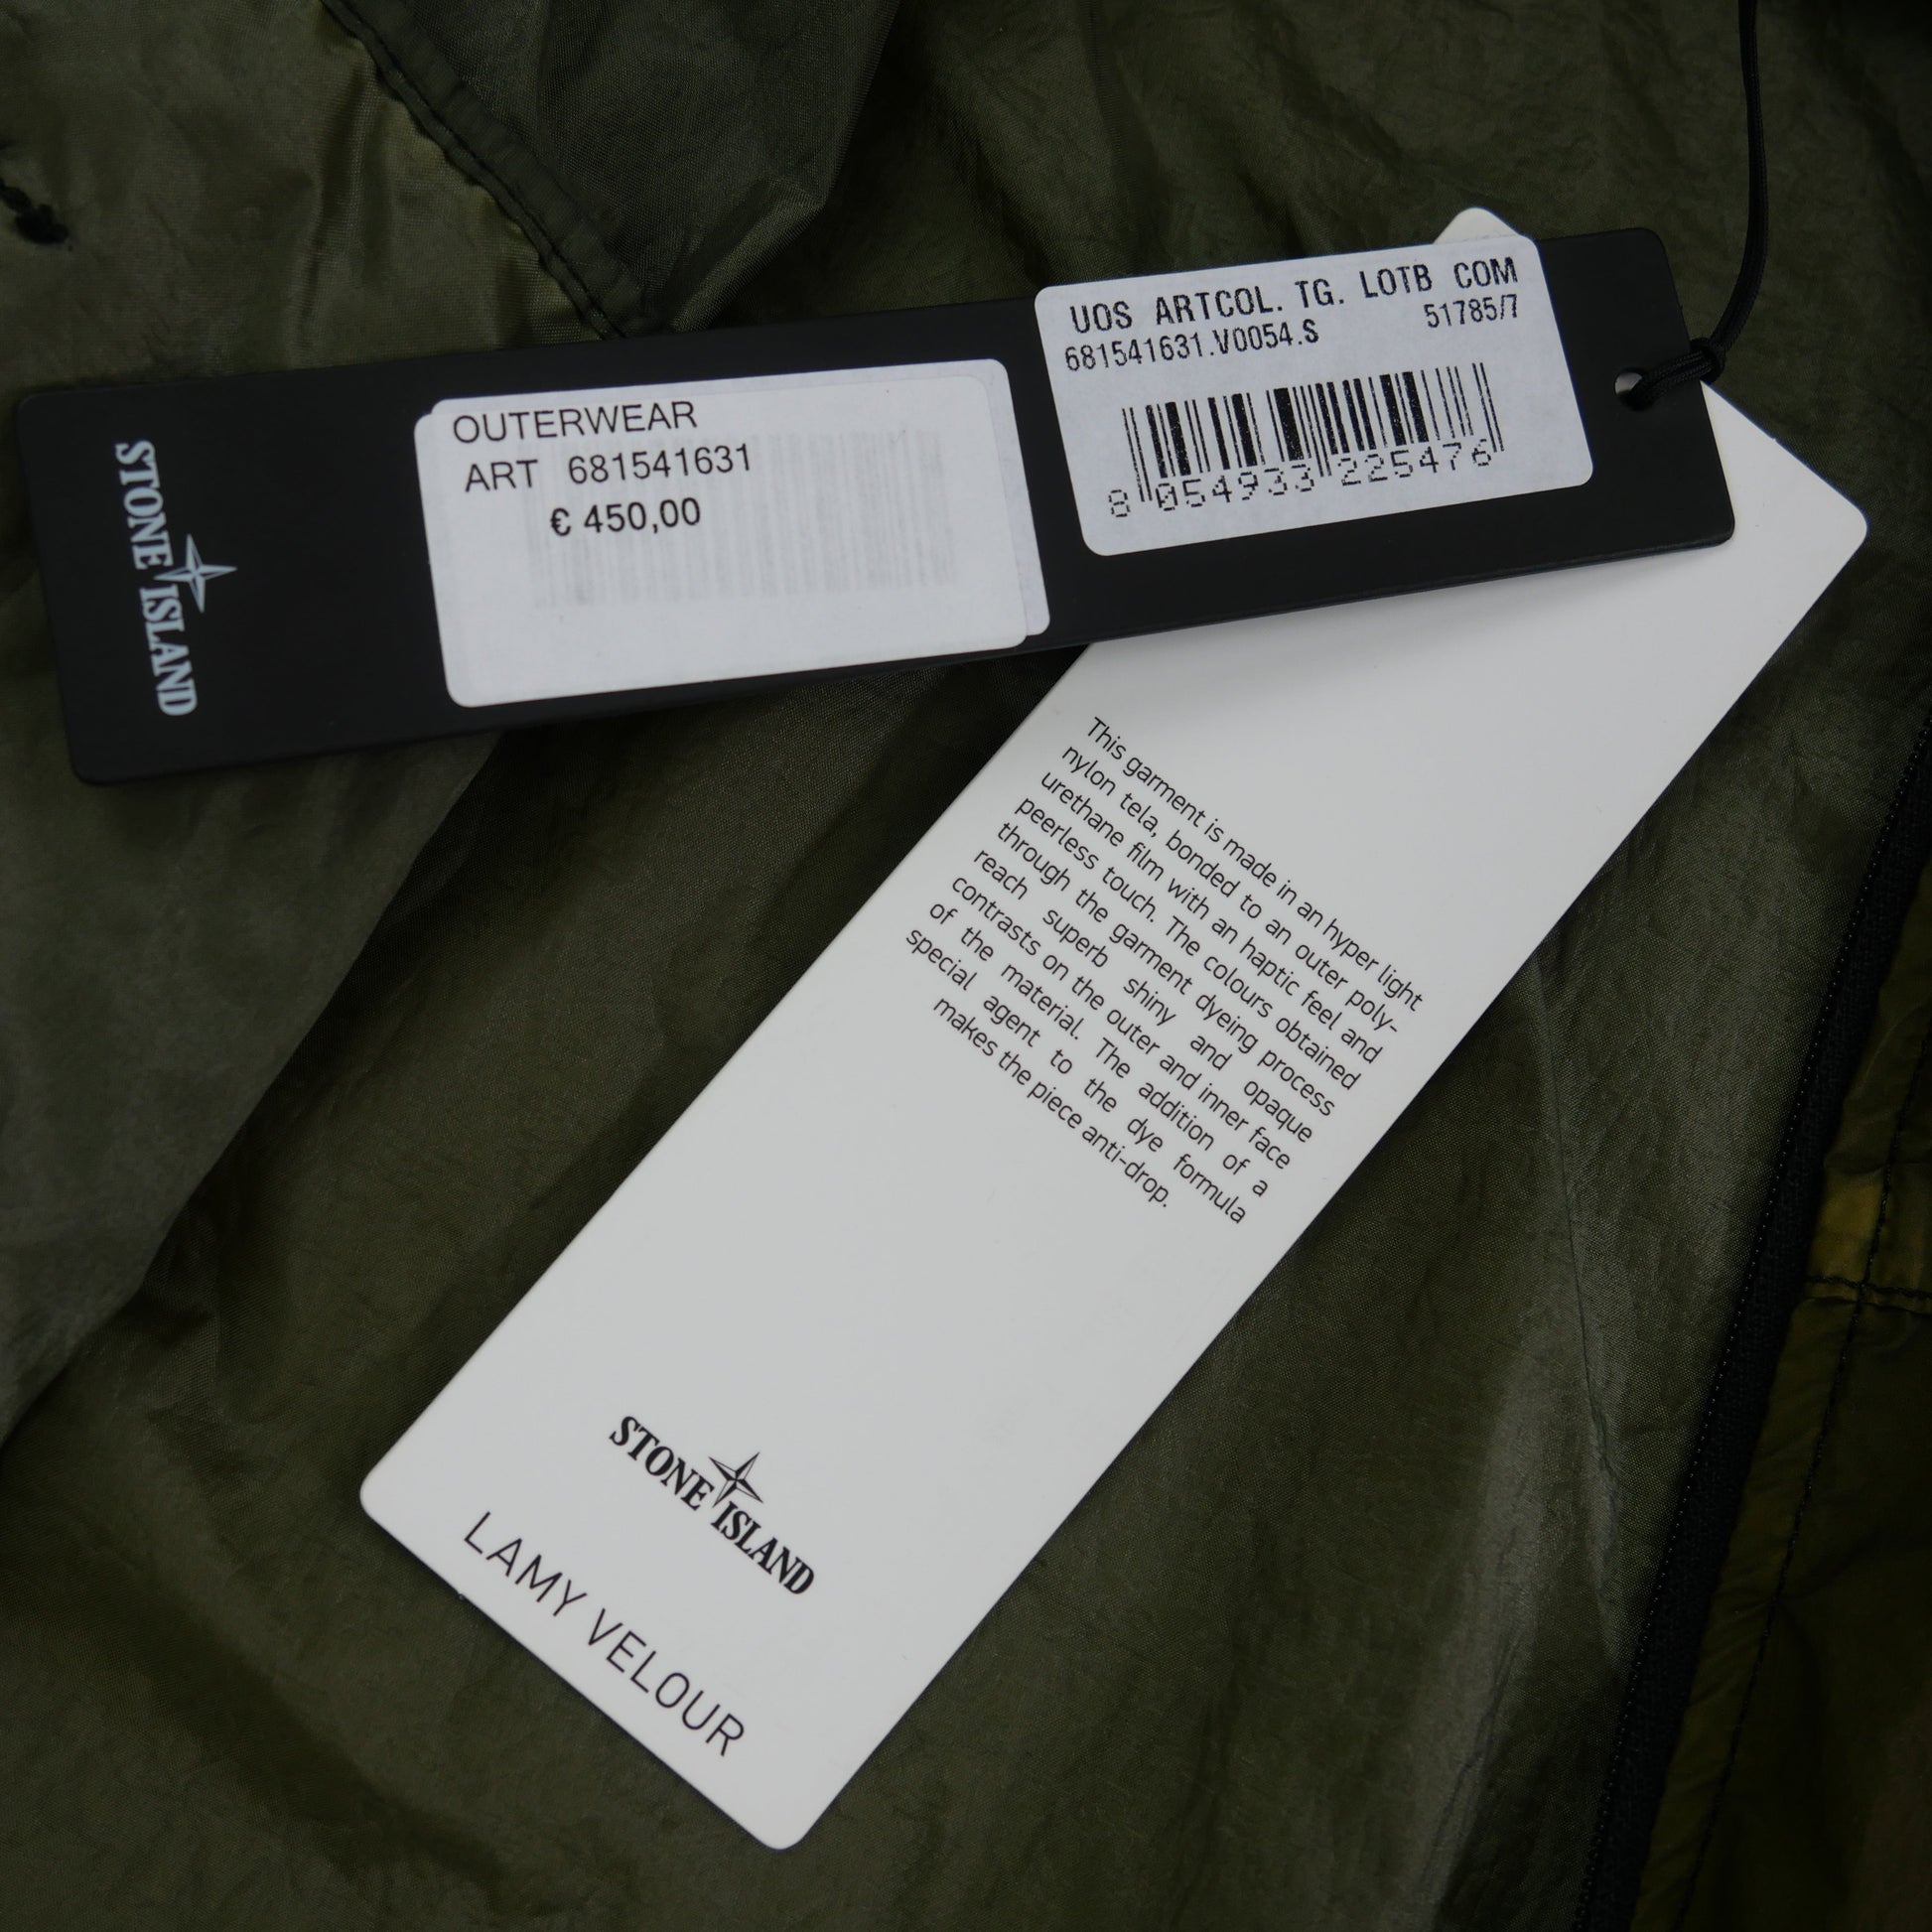 UOS ARTCOL. TG. LOTB COM
681541631.V0054.S 51785/7
8 054933 225476
OUTERWEAR
ART 681541631
€ 450,00
STONE ISLAND
This garment is made in an hyper light
nylon tela, bonded to an outer poly-
urethane film with an haptic feel and
peerless touch. The colours obtained
through the garment dyeing process
reach superb shiny and opaque
contrasts on the outer and inner face
of the material. The addition of a
special agent to the dye formula
makes the piece anti-drop.
STONE ISLAND
LAMY VELOUR